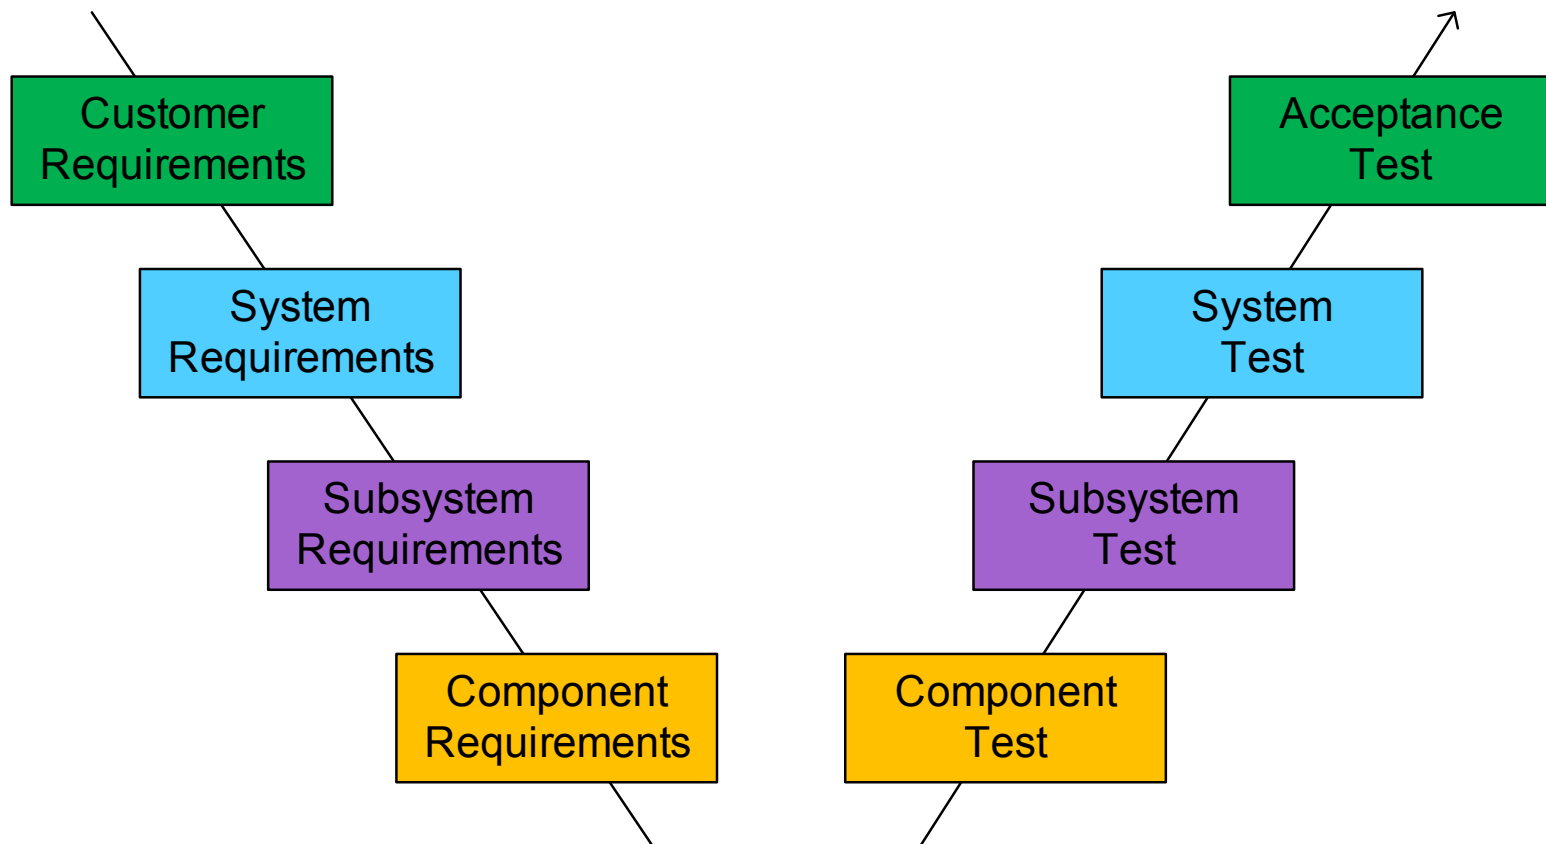 Customer
Requirements
Acceptance
Test
System
Requirements
System
Test
Subsystem
Requirements
Subsystem
Test
Component
Requirements
Component
Test